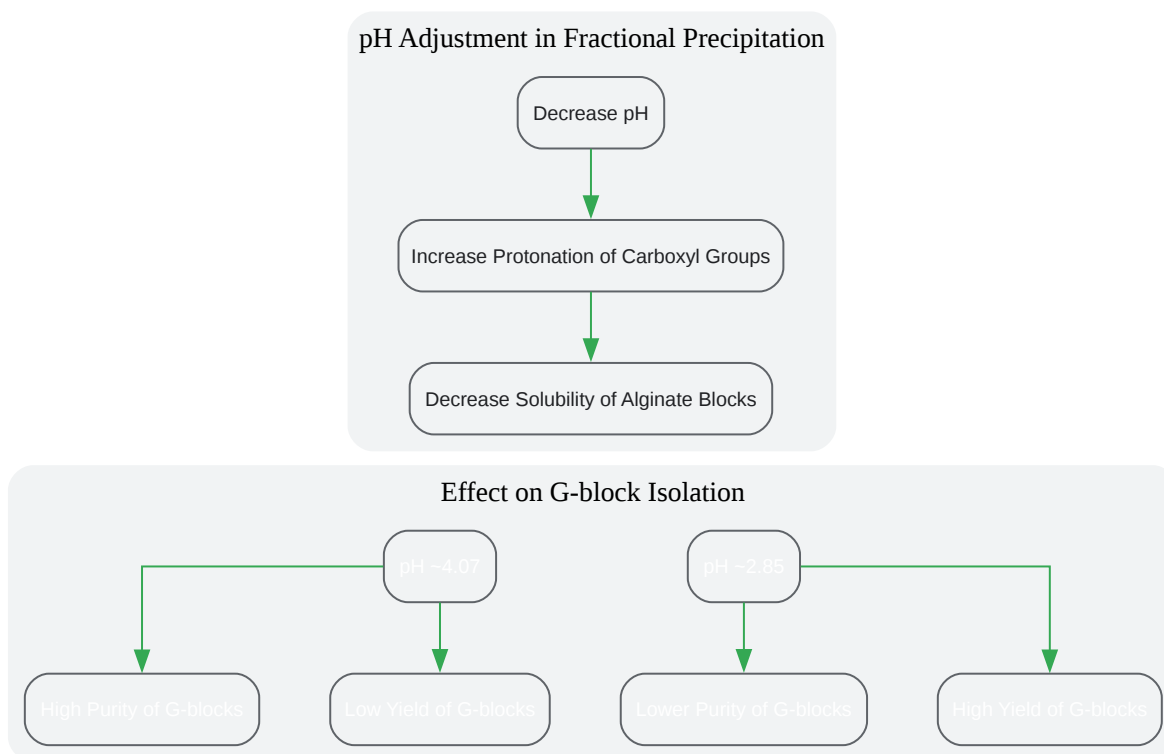 pH Adjustment in Fractional Precipitation
Decrease pH
Increase Protonation of Carboxyl Groups
Decrease Solubility of Alginate Blocks
Effect on G-block Isolation
pH ~4.07
pH ~2.85
High Purity of G-blocks
Low Yield of G-blocks
Lower Purity of G-blocks
High Yield of G-blocks